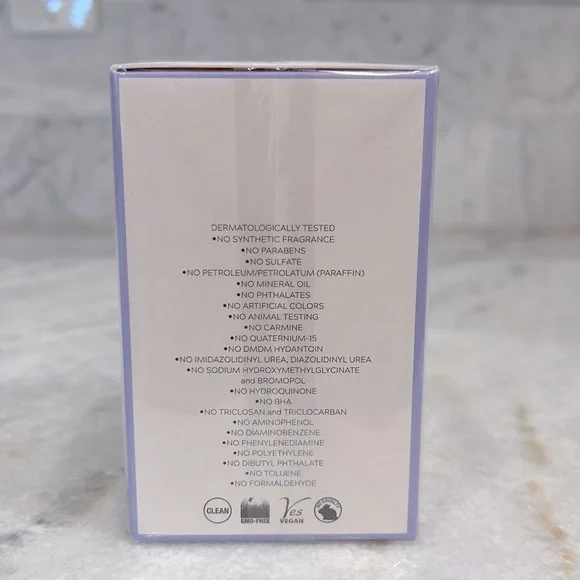 DERMATOLOGICALLY TESTED
•NO SYNTHETIC FRAGRANCE
•NO PARABENS
•NO SULFATE
•NO PETROLEUM/PETROLATUM (PARAFFIN)
•NO MINERAL OIL
•NO PHTHALATES
•NO ARTIFICIAL COLORS
•NO ANIMAL TESTING
•NO CARMINE
•NO QUATERNIUM-15
•NO DMDM HYDANTOIN
•NO IMIDAZOLIDINYL UREA, DIAZOLIDINYL UREA
•NO SODIUM HYDROXYMETHYLGLYCINATE
and BROMOPOL
•NO HYDROQUINONE
•NO BHA
•NO TRICLOSAN and TRICLOCARBAN
•NO AMINOPHENOL
•NO DIAMINOBENZENE
•NO PHENYLENEDIAMINE
•NO POLYETHYLENE
•NO DIBUTYL PHTHALATE
•NO TOLUENE
•NO FORMALDEHYDE
CLEAN
GMO-FREE
Yes
VEGAN
NO CRUELTY